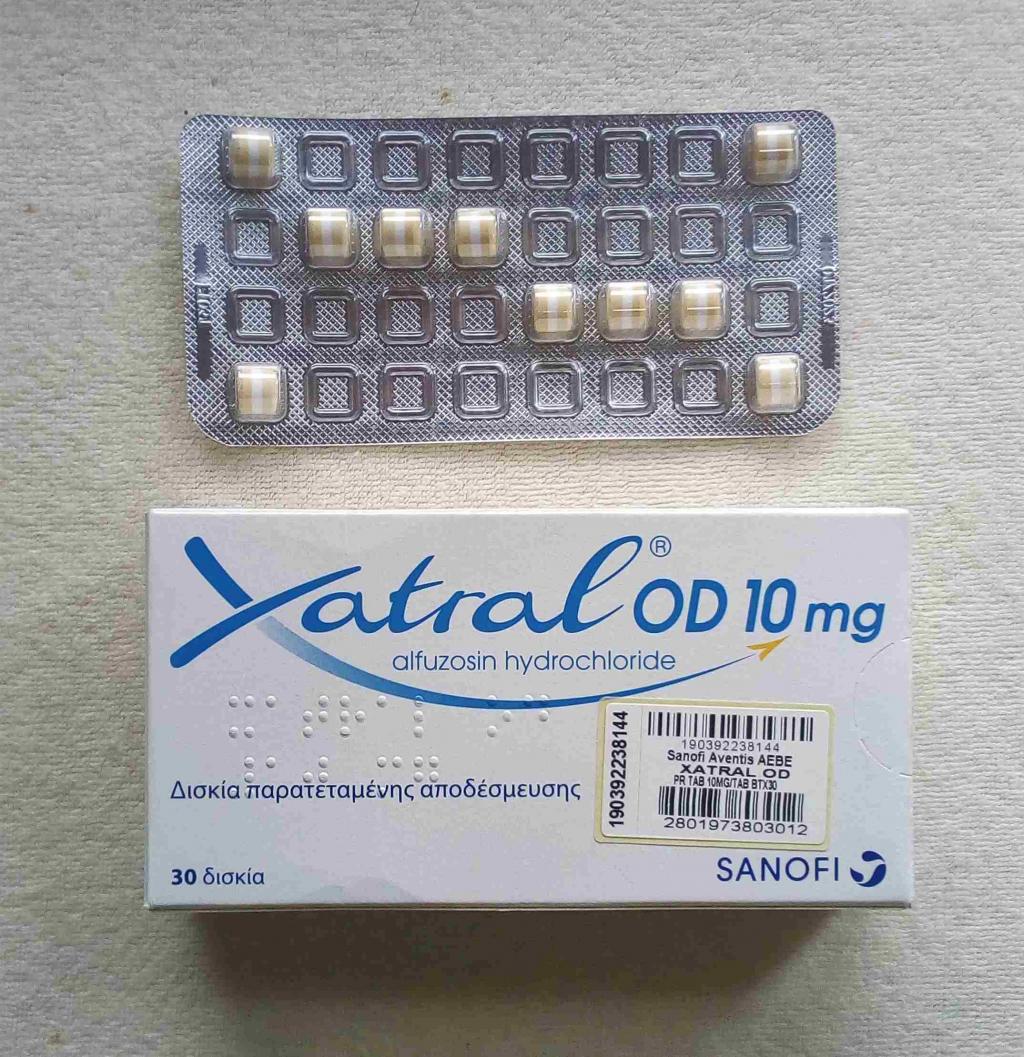 Xatral® OD 10 mg
alfuzosin hydrochloride
Δισκία παρατεταμένης αποδέσμευσης
30 δισκία
190392238144
190392238144
Sanofi Aventis AEBE
XATRAL OD
PR TAB 10MG/TAB BTX30
2801973803012
SANOFI